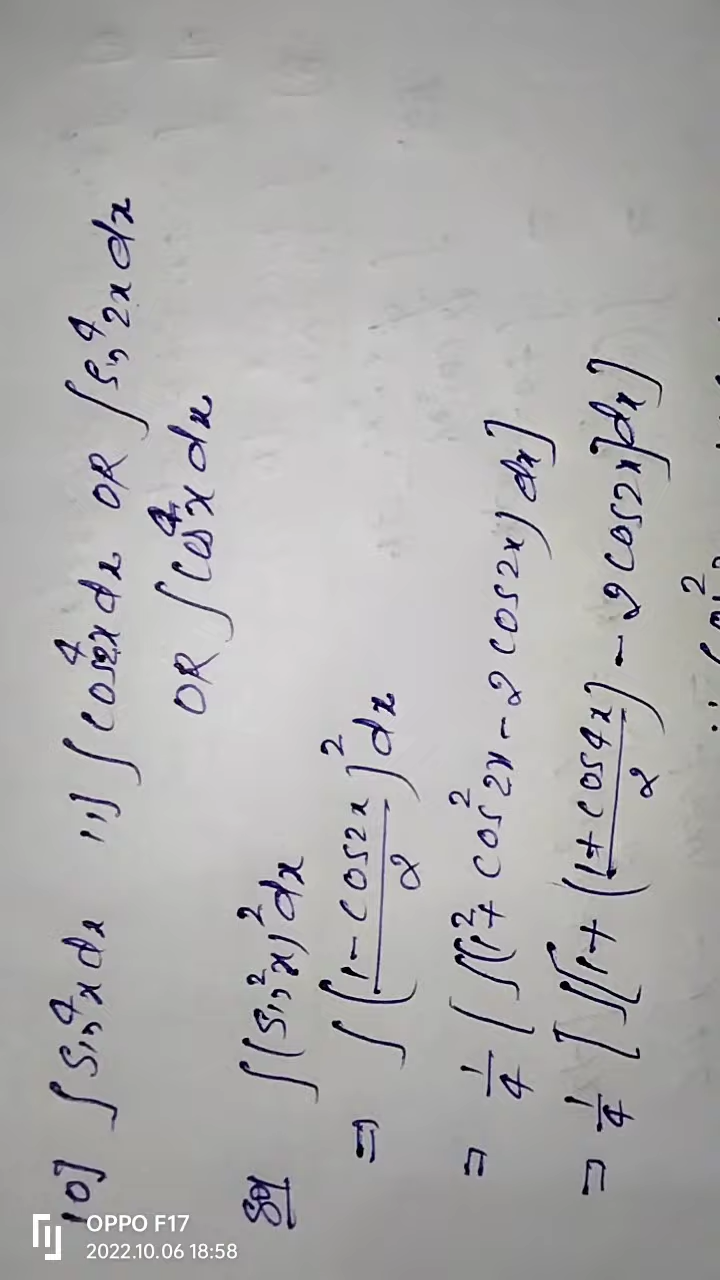 10] ∫ Sin⁴x dx ii] ∫ Cos⁴2x dx OR ∫ Sin⁴2x dx
OR ∫ Cos⁴x dx
Sol ∫ (Sin²x)² dx
= ∫ ((1 - cos2x)/2)² dx
= 1/4 [∫(1² + cos²2x - 2cos2x) dx]
= 1/4 [∫[1 + ((1 + cos4x)/2) - 2cos2x] dx]
OPPO F17
2022.10.06 18:58